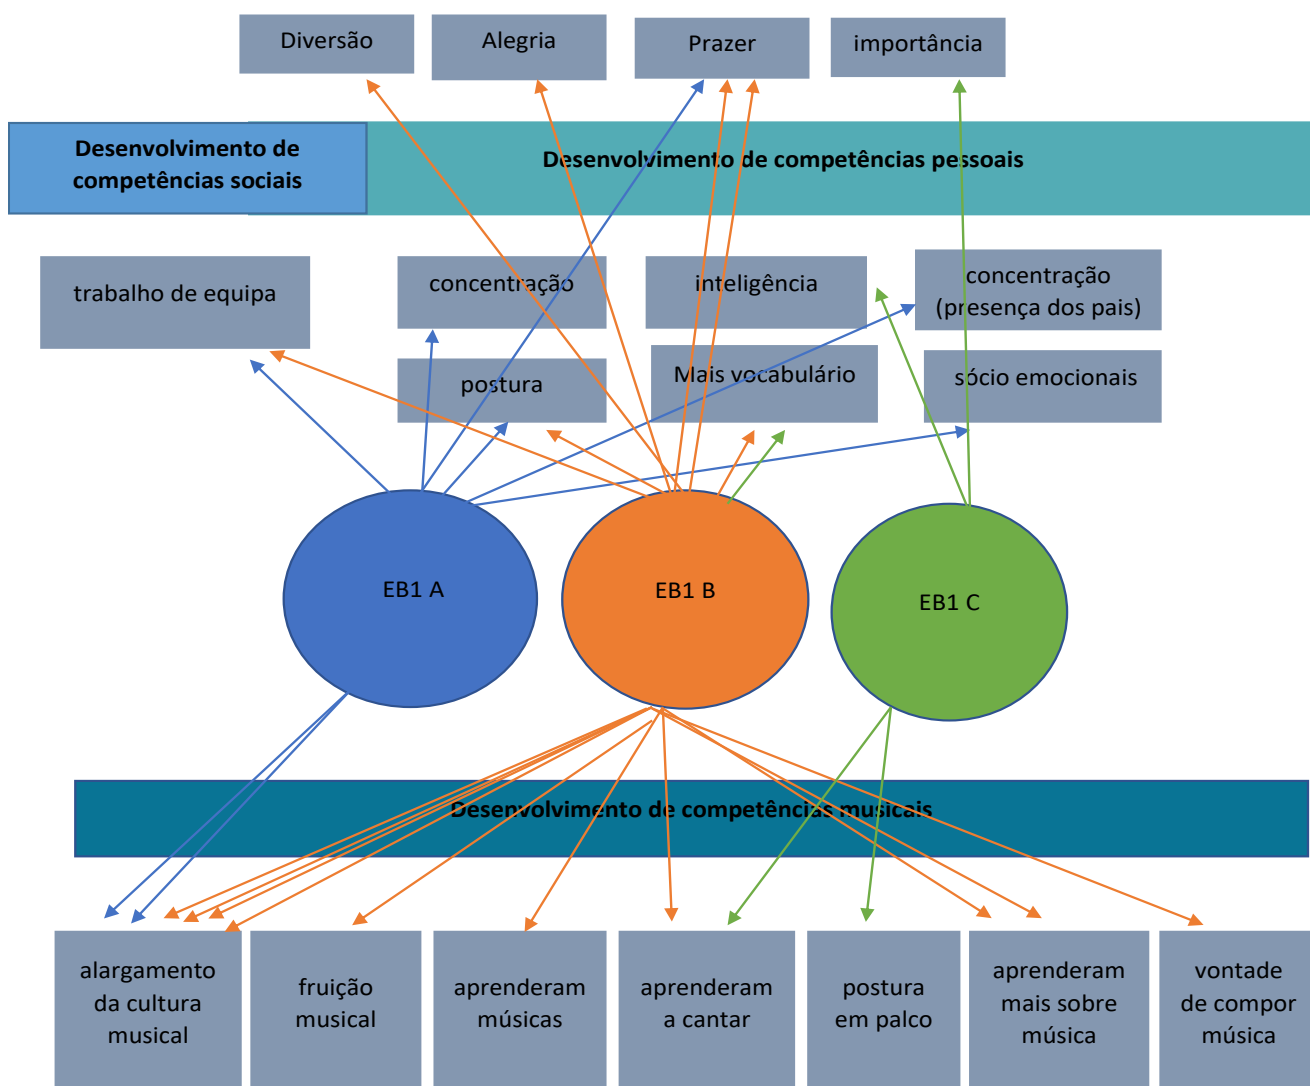 Diversão
Alegria
Prazer
importância
Desenvolvimento de
competências sociais
Desenvolvimento de competências pessoais
trabalho de equipa
concentração
inteligência
concentração
(presença dos pais)
postura
Mais vocabulário
sócio emocionais
EB1 A
EB1 B
EB1 C
Desenvolvimento de competências musicais
alargamento
da cultura
musical
fruição
musical
aprenderam
músicas
aprenderam
a cantar
postura
em palco
aprenderam
mais sobre
música
vontade
de compor
música